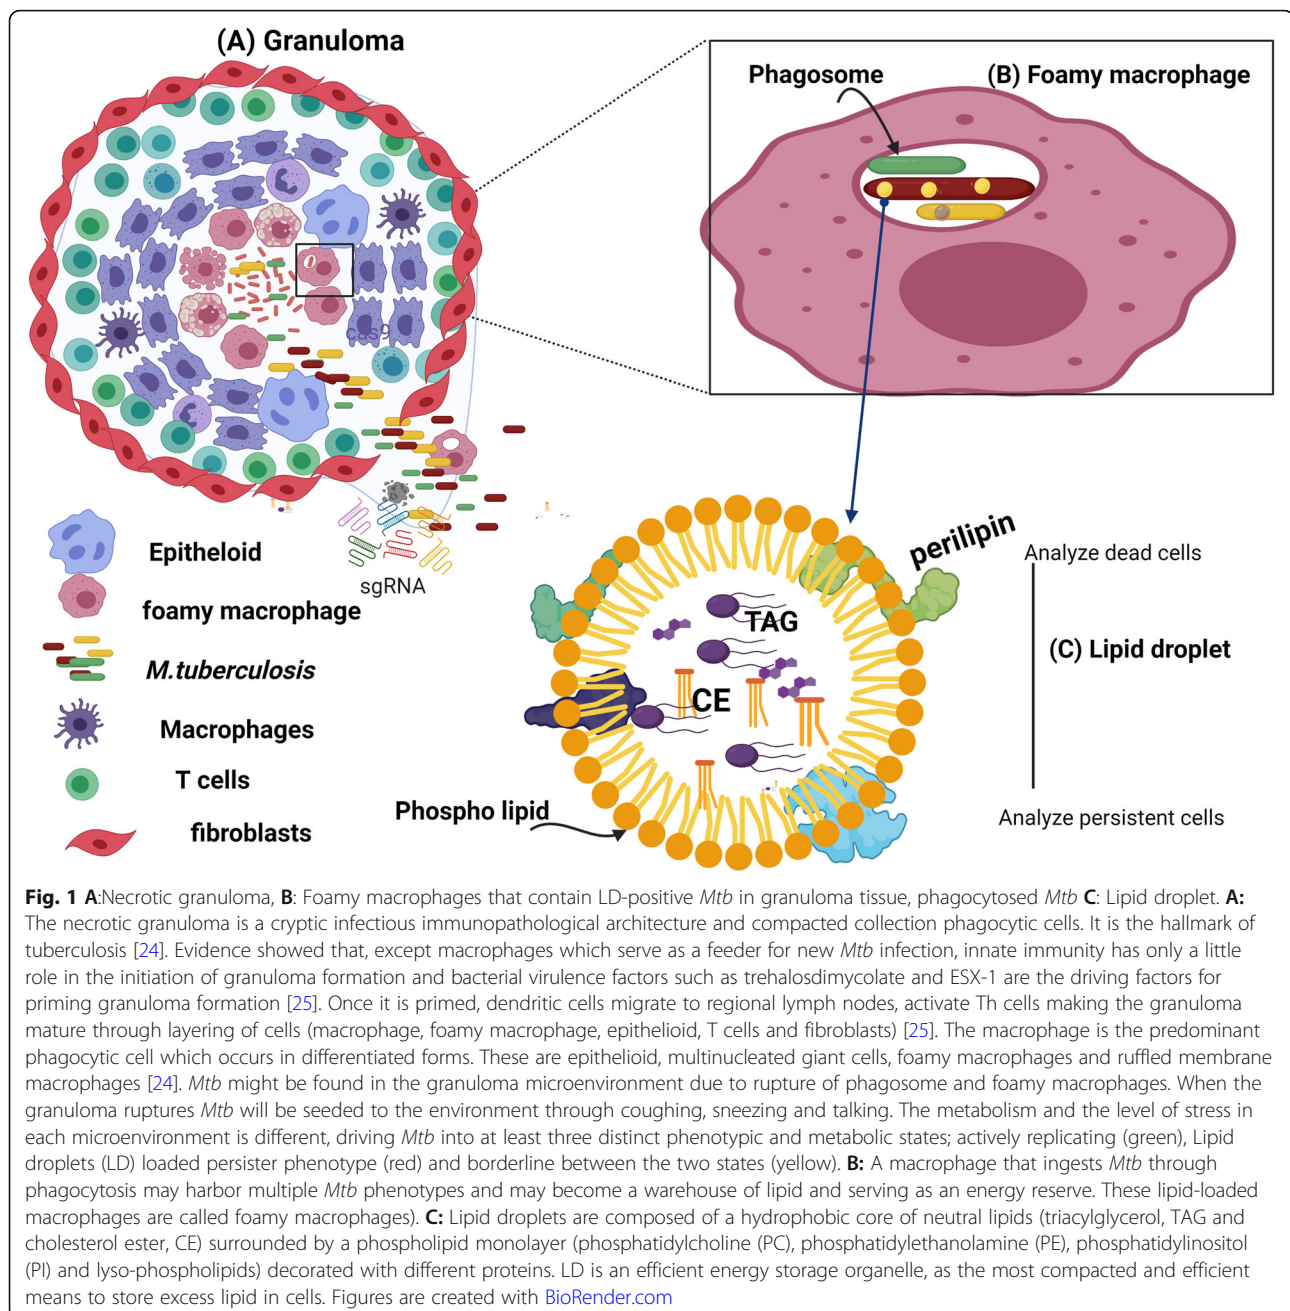 (A) Granuloma
Phagosome
(B) Foamy macrophage
cas9
sgRNA
Epitheloid
foamy macrophage
M.tuberculosis
Macrophages
T cells
fibroblasts
perilipin
TAG
CE
Phospho lipid
Analyze dead cells
(C) Lipid droplet
Analyze persistent cells
Fig. 1 A:Necrotic granuloma, B: Foamy macrophages that contain LD-positive Mtb in granuloma tissue, phagocytosed Mtb C: Lipid droplet. A:
The necrotic granuloma is a cryptic infectious immunopathological architecture and compacted collection phagocytic cells. It is the hallmark of
tuberculosis [24]. Evidence showed that, except macrophages which serve as a feeder for new Mtb infection, innate immunity has only a little
role in the initiation of granuloma formation and bacterial virulence factors such as trehalosdimycolate and ESX-1 are the driving factors for
priming granuloma formation [25]. Once it is primed, dendritic cells migrate to regional lymph nodes, activate Th cells making the granuloma
mature through layering of cells (macrophage, foamy macrophage, epithelioid, T cells and fibroblasts) [25]. The macrophage is the predominant
phagocytic cell which occurs in differentiated forms. These are epithelioid, multinucleated giant cells, foamy macrophages and ruffled membrane
macrophages [24]. Mtb might be found in the granuloma microenvironment due to rupture of phagosome and foamy macrophages. When the
granuloma ruptures Mtb will be seeded to the environment through coughing, sneezing and talking. The metabolism and the level of stress in
each microenvironment is different, driving Mtb into at least three distinct phenotypic and metabolic states; actively replicating (green), Lipid
droplets (LD) loaded persister phenotype (red) and borderline between the two states (yellow). B: A macrophage that ingests Mtb through
phagocytosis may harbor multiple Mtb phenotypes and may become a warehouse of lipid and serving as an energy reserve. These lipid-loaded
macrophages are called foamy macrophages). C: Lipid droplets are composed of a hydrophobic core of neutral lipids (triacylglycerol, TAG and
cholesterol ester, CE) surrounded by a phospholipid monolayer (phosphatidylcholine (PC), phosphatidylethanolamine (PE), phosphatidylinositol
(PI) and lyso-phospholipids) decorated with different proteins. LD is an efficient energy storage organelle, as the most compacted and efficient
means to store excess lipid in cells. Figures are created with BioRender.com